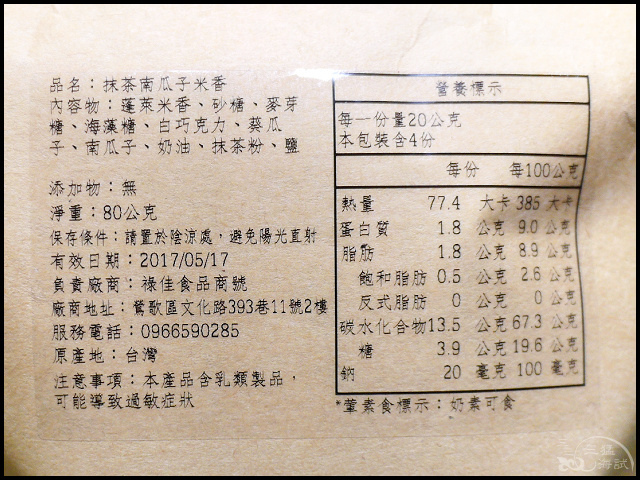 品名：抹茶南瓜子米香
內容物：蓬萊米香、砂糖、麥芽
糖、海藻糖、白巧克力、葵瓜
子、南瓜子、奶油、抹茶粉、鹽
添加物：無
淨重：80公克
保存條件：請置於陰涼處，避免陽光直射
有效日期：2017/05/17
負責廠商：祿佳食品商號
廠商地址：鶯歌區文化路393巷11號2樓
服務電話：0966590285
原產地：台灣
注意事項：本產品含乳類製品，
可能導致過敏症狀
營養標示
每一份量20公克
本包裝含4份
每份 每100公克
熱量 77.4 大卡 385 大卡
蛋白質 1.8 公克 9.0 公克
脂肪 1.8 公克 8.9 公克
飽和脂肪 0.5 公克 2.6 公克
反式脂肪 0 公克 0 公克
碳水化合物 13.5 公克 67.3 公克
糖 3.9 公克 19.6 公克
鈉 20 毫克 100 毫克
*葷素食標示：奶素可食